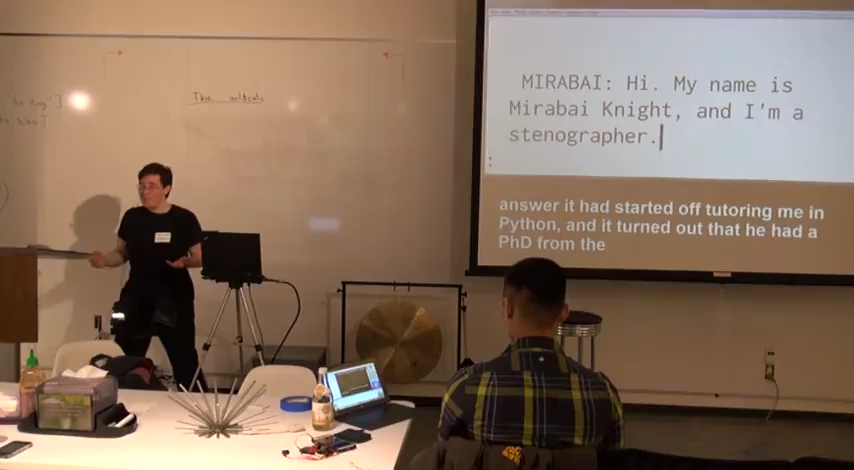 MIRABAI: Hi. My name is
Mirabai Knight, and I'm a
stenographer.
answer it had started off tutoring me in
Python, and it turned out that he had a
PhD from the